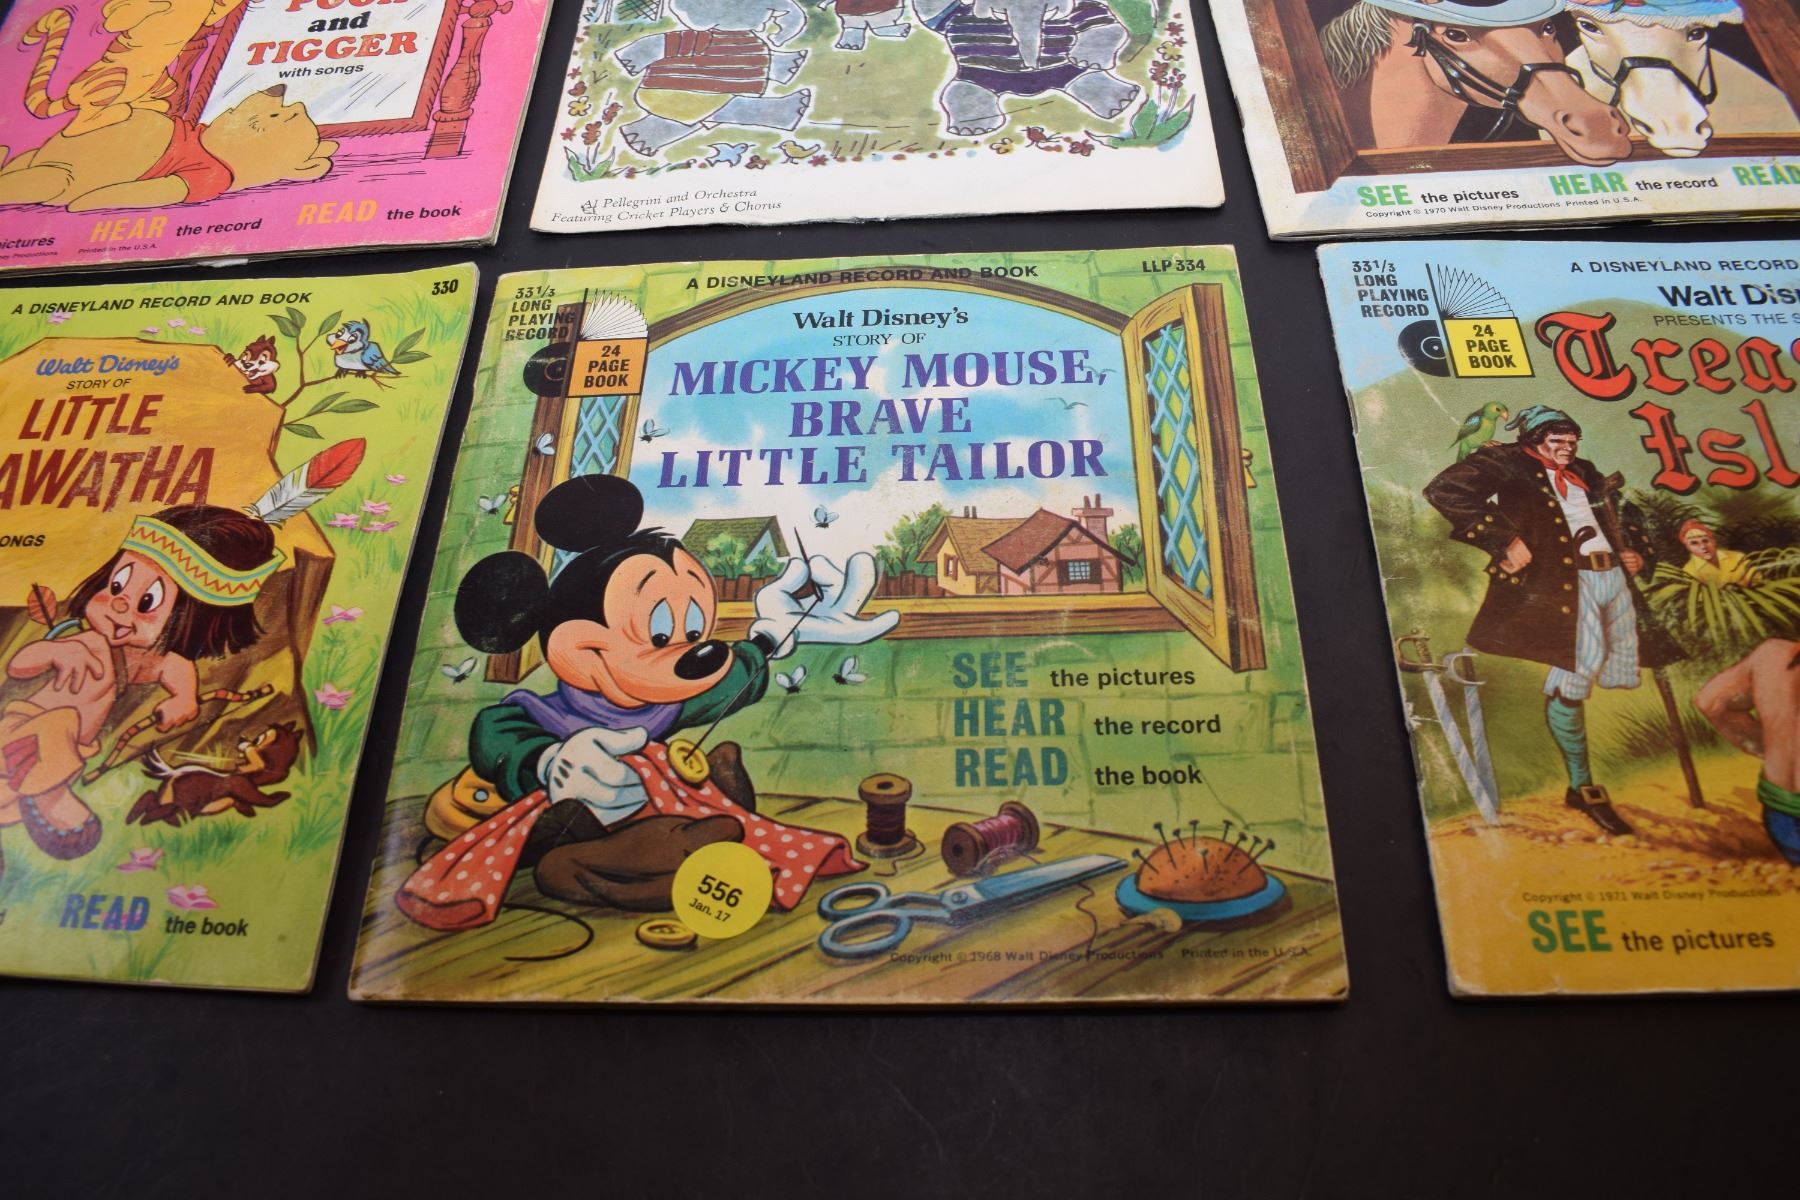 and
TIGGER
with songs
HEAR the record READ the book
Printed in the U.S.A.
Al Pellegrini and Orchestra
Featuring Cricket Players & Chorus
SEE the pictures HEAR the record READ
Copyright © 1970 Walt Disney Productions Printed in U.S.A.
A DISNEYLAND RECORD AND BOOK
330
Walt Disney's
STORY OF
LITTLE
AWATHA
ONGS
READ the book
A DISNEYLAND RECORD AND BOOK
LLP 334
33 1/3
LONG
PLAYING
RECORD
24
PAGE
BOOK
Walt Disney's
STORY OF
MICKEY MOUSE,
BRAVE
LITTLE TAILOR
SEE the pictures
HEAR the record
READ the book
556
Jan. 17
Copyright © 1968 Walt Disney Productions Printed in the U.S.A.
33 1/3
LONG
PLAYING
RECORD
24
PAGE
BOOK
A DISNEYLAND RECORD
Walt Dis
PRESENTS THE S
Trea
Isl
Copyright © 1971 Walt Disney Productions
SEE the pictures